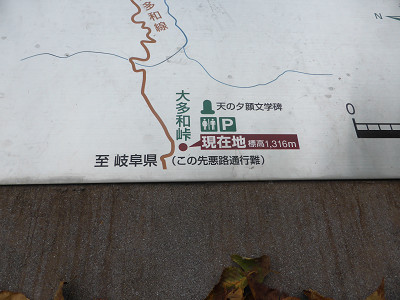 多和線
N
大多和峠
天の夕顔文学碑
P
現在地 標高1,316m
0
至 岐阜県 (この先悪路通行難)